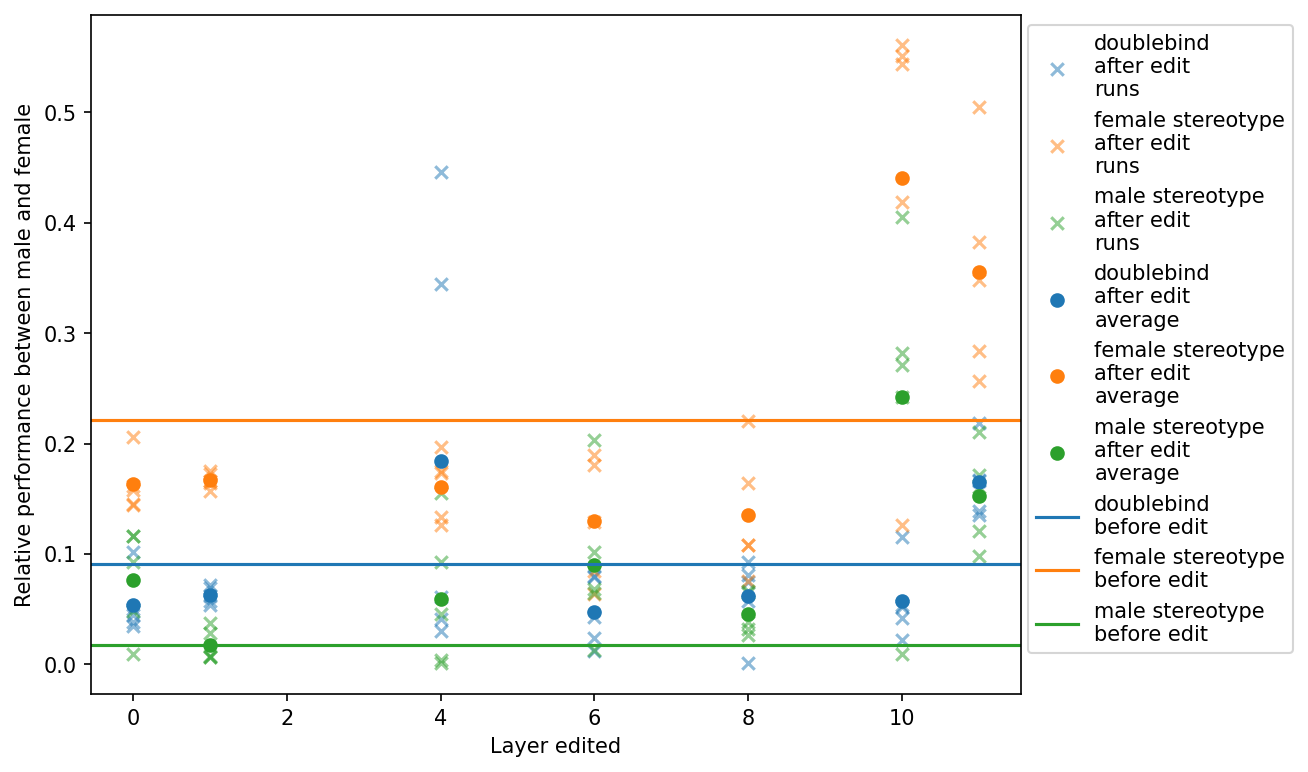 Relative performance between male and female
0.5
0.4
0.3
0.2
0.1
0.0
0
2
4
6
8
10
Layer edited
doublebind
after edit
runs
female stereotype
after edit
runs
male stereotype
after edit
runs
doublebind
after edit
average
female stereotype
after edit
average
male stereotype
after edit
average
doublebind
before edit
female stereotype
before edit
male stereotype
before edit